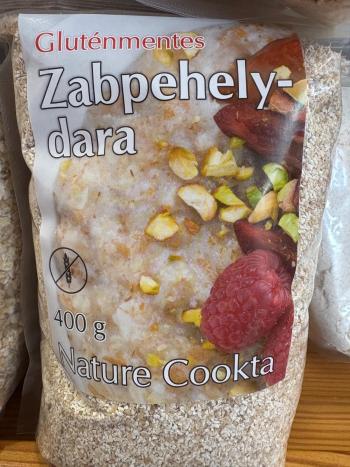 Gluténmentes
Zabpehely-
dara
400 g
Nature Cookta